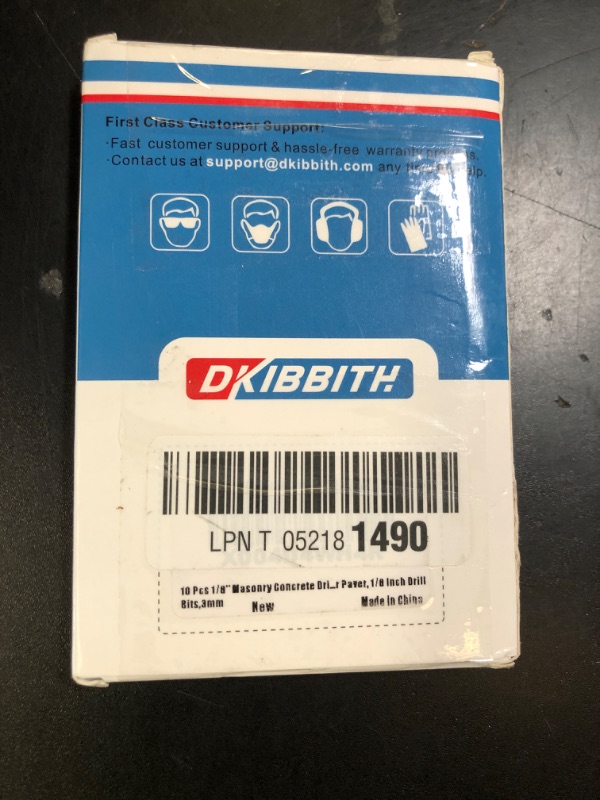 First Class Customer Support:
·Fast customer support & hassle-free warranty
·Contact us at support@dkibbith.com any
DKIBBITH
LPN T 05218 1490
10 Pcs 1/8" Masonry Concrete Dri...r Paver, 1/8 Inch Drill
Bits,3mm New Made in China